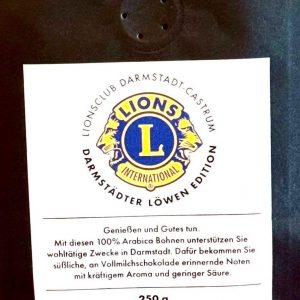 LIONSCLUB DARMSTADT-CASTRUM
LIONS
L
INTERNATIONAL
®
DARMSTÄDTER LÖWEN EDITION
Genießen und Gutes tun.
Mit diesen 100% Arabica Bohnen unterstützen Sie
wohltätige Zwecke in Darmstadt. Dafür bekommen Sie
süßliche, an Vollmilchschokolade erinnernde Noten
mit kräftigem Aroma und geringer Säure.
250 g